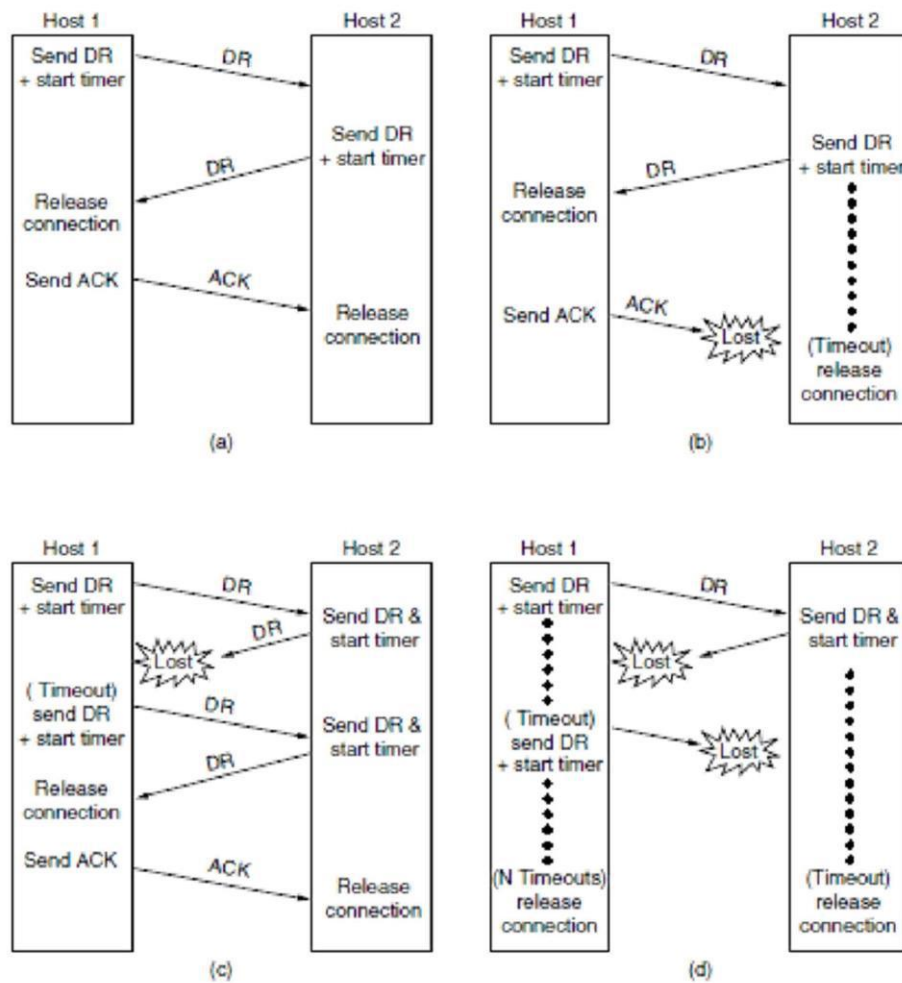 Host 1
Host 2
Send DR
+ start timer
DR
Send DR
+ start timer
DR
Release
connection
Send ACK
ACK
Release
connection
(a)
Host 1
Host 2
Send DR
+ start timer
DR
Send DR
+ start timer
DR
Release
connection
Send ACK
ACK
Lost
(Timeout)
release
connection
(b)
Host 1
Host 2
Send DR
+ start timer
DR
Send DR &
start timer
DR
Lost
( Timeout)
send DR
+ start timer
DR
Send DR &
start timer
DR
Release
connection
Send ACK
ACK
Release
connection
(c)
Host 1
Host 2
Send DR
+ start timer
DR
Send DR &
start timer
Lost
( Timeout)
send DR
+ start timer
Lost
(N Timeouts)
release
connection
(Timeout)
release
connection
(d)